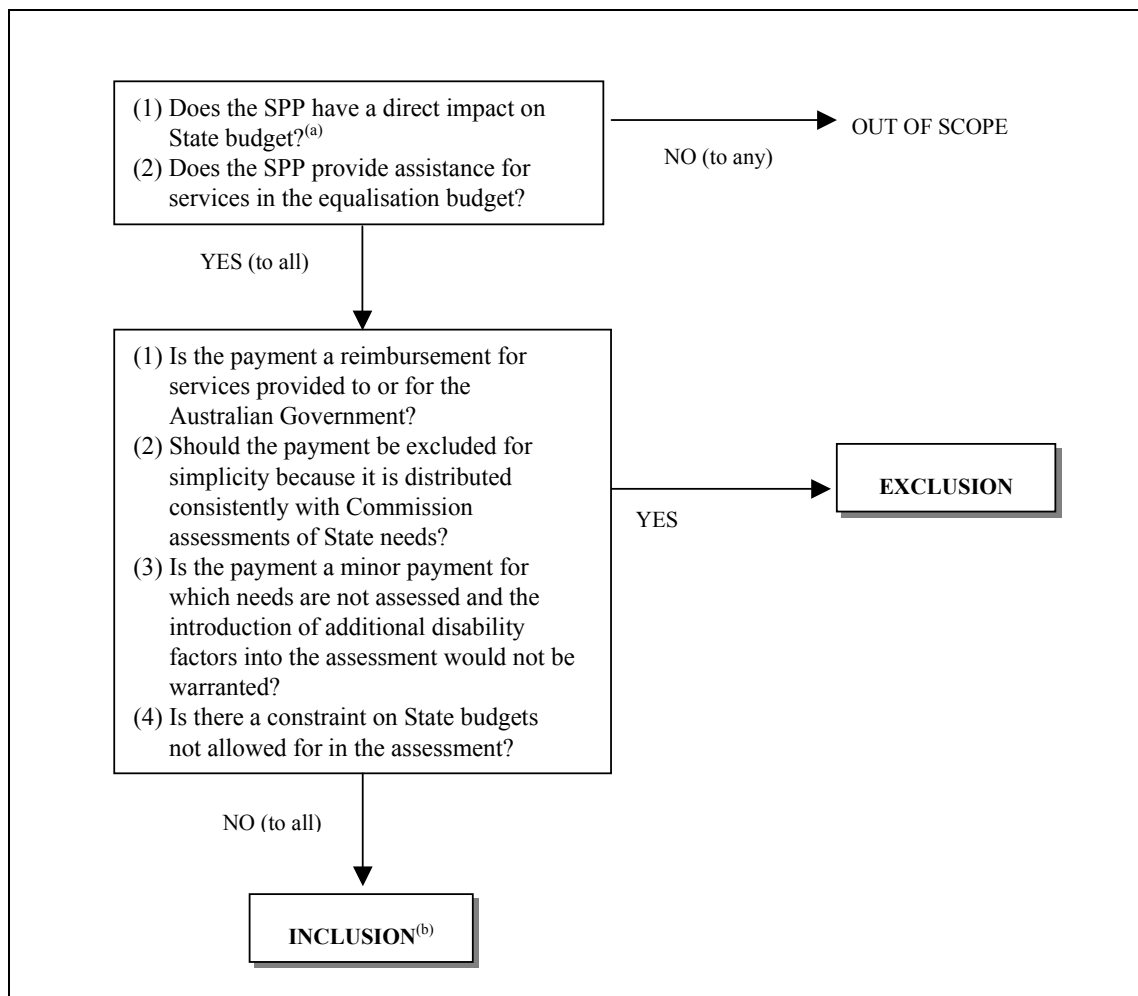 (1) Does the SPP have a direct impact on
State budget?(a)
(2) Does the SPP provide assistance for
services in the equalisation budget?
OUT OF SCOPE
NO (to any)
YES (to all)
(1) Is the payment a reimbursement for
services provided to or for the
Australian Government?
(2) Should the payment be excluded for
simplicity because it is distributed
consistently with Commission
assessments of State needs?
(3) Is the payment a minor payment for
which needs are not assessed and the
introduction of additional disability
factors into the assessment would not be
warranted?
(4) Is there a constraint on State budgets
not allowed for in the assessment?
EXCLUSION
YES
NO (to all)
INCLUSION(b)